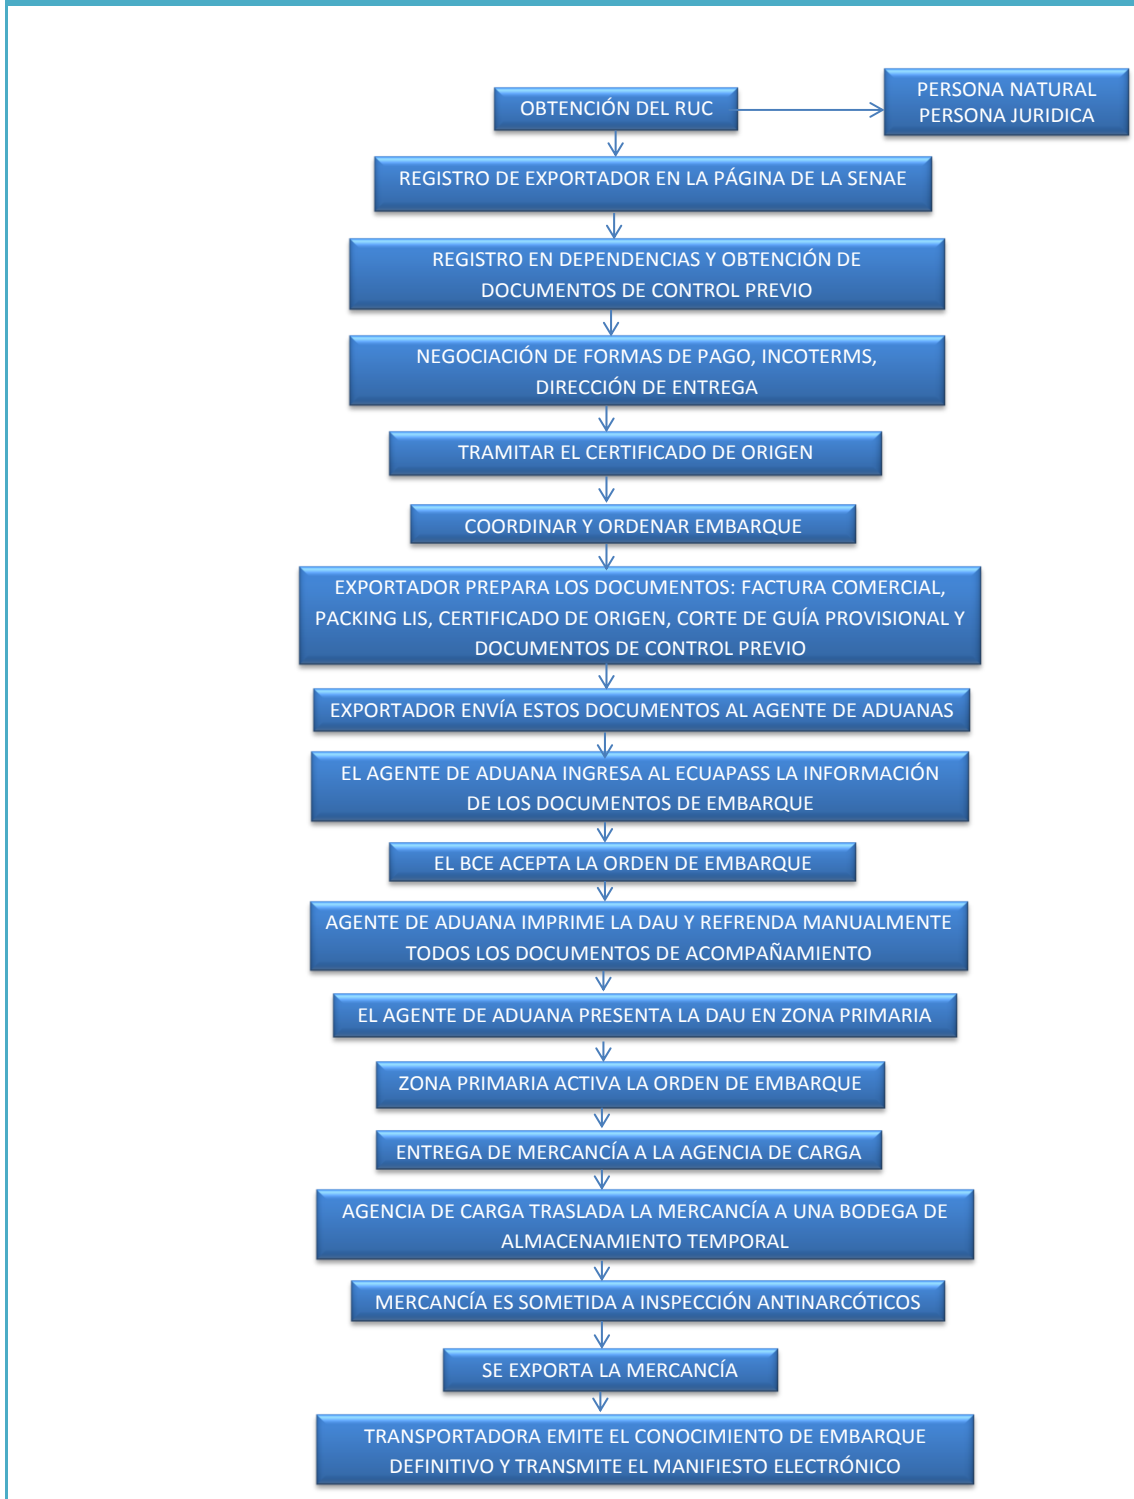 OBTENCIÓN DEL RUC
PERSONA NATURAL
PERSONA JURIDICA
REGISTRO DE EXPORTADOR EN LA PÁGINA DE LA SENAE
REGISTRO EN DEPENDENCIAS Y OBTENCIÓN DE
DOCUMENTOS DE CONTROL PREVIO
NEGOCIACIÓN DE FORMAS DE PAGO, INCOTERMS,
DIRECCIÓN DE ENTREGA
TRAMITAR EL CERTIFICADO DE ORIGEN
COORDINAR Y ORDENAR EMBARQUE
EXPORTADOR PREPARA LOS DOCUMENTOS: FACTURA COMERCIAL,
PACKING LIS, CERTIFICADO DE ORIGEN, CORTE DE GUÍA PROVISIONAL Y
DOCUMENTOS DE CONTROL PREVIO
EXPORTADOR ENVÍA ESTOS DOCUMENTOS AL AGENTE DE ADUANAS
EL AGENTE DE ADUANA INGRESA AL ECUAPASS LA INFORMACIÓN
DE LOS DOCUMENTOS DE EMBARQUE
EL BCE ACEPTA LA ORDEN DE EMBARQUE
AGENTE DE ADUANA IMPRIME LA DAU Y REFRENDA MANUALMENTE
TODOS LOS DOCUMENTOS DE ACOMPAÑAMIENTO
EL AGENTE DE ADUANA PRESENTA LA DAU EN ZONA PRIMARIA
ZONA PRIMARIA ACTIVA LA ORDEN DE EMBARQUE
ENTREGA DE MERCANCÍA A LA AGENCIA DE CARGA
AGENCIA DE CARGA TRASLADA LA MERCANCÍA A UNA BODEGA DE
ALMACENAMIENTO TEMPORAL
MERCANCÍA ES SOMETIDA A INSPECCIÓN ANTINARCÓTICOS
SE EXPORTA LA MERCANCÍA
TRANSPORTADORA EMITE EL CONOCIMIENTO DE EMBARQUE
DEFINITIVO Y TRANSMITE EL MANIFIESTO ELECTRÓNICO